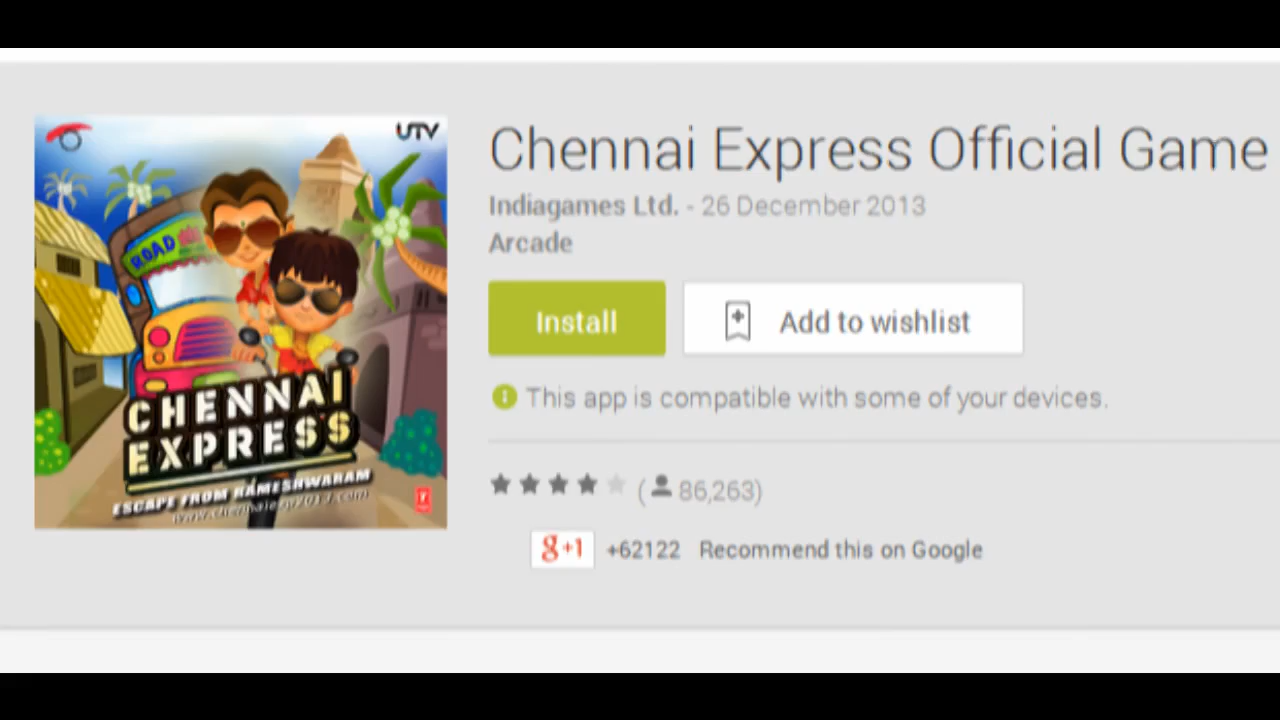 UTV
ROAD
CHENNAI
EXPRESS
ESCAPE FROM RAMESHWARAM
Chennai Express Official Game
Indiagames Ltd. - 26 December 2013
Arcade
Install
Add to wishlist
This app is compatible with some of your devices.
(86,263)
g+1 +62122 Recommend this on Google